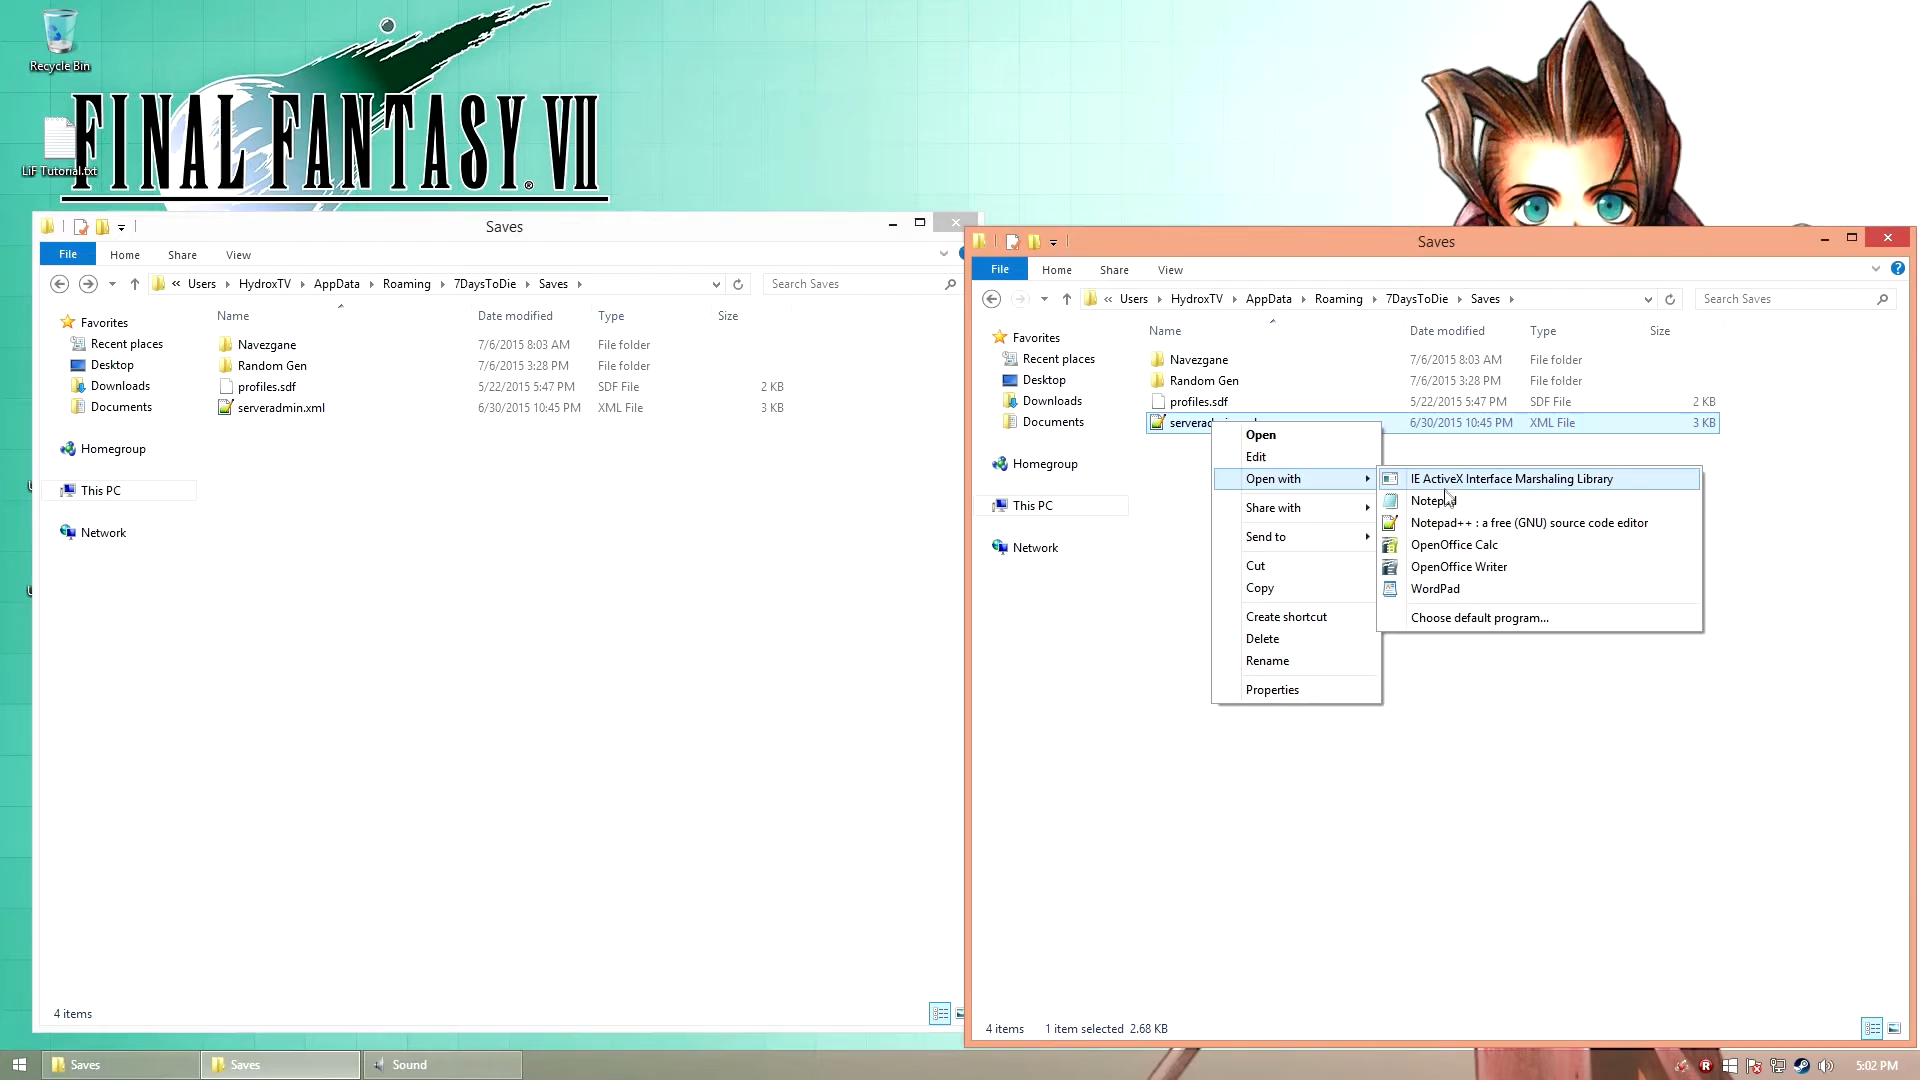 Recycle Bin
FINAL FANTASY® VII
LiF Tutorial.txt
Saves
File
Home
Share
View
« Users
HydroxTV
AppData
Roaming
7DaysToDie
Saves
Search Saves
Name
Date modified
Type
Size
Favorites
Recent places
Desktop
Downloads
Documents
Homegroup
This PC
Network
Navezgane 7/6/2015 8:03 AM File folder
Random Gen 7/6/2015 3:28 PM File folder
profiles.sdf 5/22/2015 5:47 PM SDF File 2 KB
serveradmin.xml 6/30/2015 10:45 PM XML File 3 KB
4 items
Saves
File
Home
Share
View
« Users
HydroxTV
AppData
Roaming
7DaysToDie
Saves
Search Saves
Name
Date modified
Type
Size
Favorites
Recent places
Desktop
Downloads
Documents
Homegroup
This PC
Network
Navezgane 7/6/2015 8:03 AM File folder
Random Gen 7/6/2015 3:28 PM File folder
profiles.sdf 5/22/2015 5:47 PM SDF File 2 KB
6/30/2015 10:45 PM XML File 3 KB
Open
Edit
Open with
Share with
Send to
Cut
Copy
Create shortcut
Delete
Rename
Properties
IE ActiveX Interface Marshaling Library
Notepad
Notepad++ : a free (GNU) source code editor
OpenOffice Calc
OpenOffice Writer
WordPad
Choose default program...
4 items 1 item selected 2.68 KB
Saves
Saves
Sound
5:02 PM